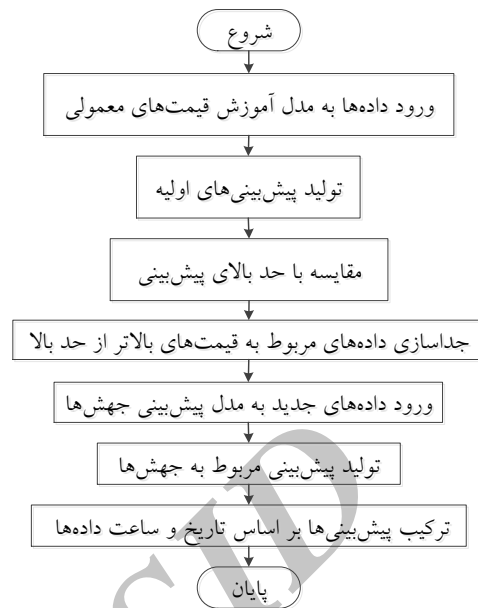 شروع
ورود داده‌ها به مدل آموزش قیمت‌های معمولی
تولید پیش‌بینی‌های اولیه
مقایسه با حد بالای پیش‌بینی
جداسازی داده‌های مربوط به قیمت‌های بالاتر از حد بالا
ورود داده‌های جدید به مدل پیش‌بینی جهش‌ها
تولید پیش‌بینی مربوط به جهش‌ها
ترکیب پیش‌بینی‌ها بر اساس تاریخ و ساعت داده‌ها
پایان
SID